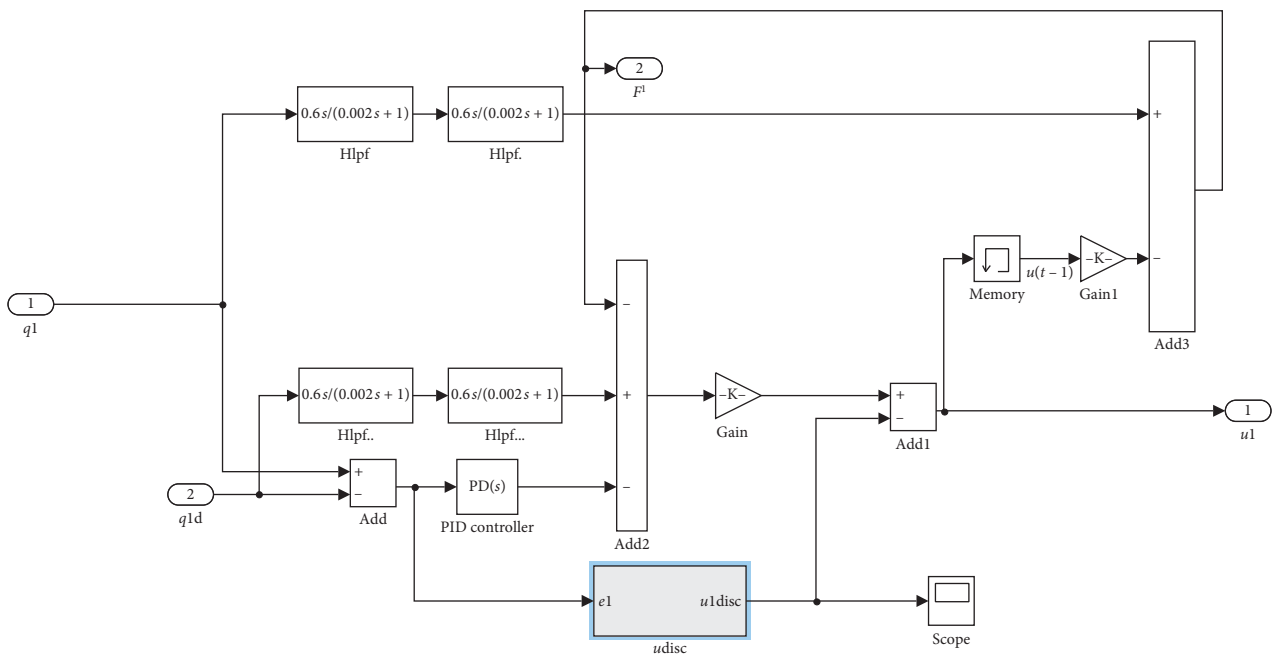 2
F¹
0.6s/(0.002s + 1)
Hlpf
0.6s/(0.002s + 1)
Hlpf.
+
−
Add3
Memory
u(t – 1)
–K–
Gain1
1
q1
−
+
−
Add2
0.6s/(0.002s + 1)
Hlpf..
0.6s/(0.002s + 1)
Hlpf...
–K–
Gain
+
−
Add1
1
u1
2
q1d
+
−
Add
PD(s)
PID controller
e1
u1disc
udisc
Scope